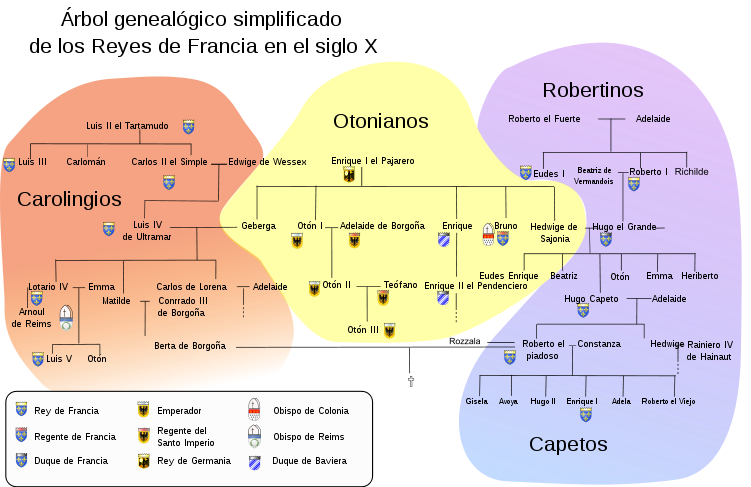 Árbol genealógico simplificado
de los Reyes de Francia en el siglo X
Carolingios
Luis II el Tartamudo
Luis III
Carlomán
Carlos II el Simple
Edwige de Wessex
Luis IV
de Ultramar
Lotario IV
Emma
Matilde
Carlos de Lorena
Adelaide
Conrrado III
de Borgoña
Arnoul
de Reims
Luis V
Otón
Berta de Borgoña
Otonianos
Enrique I el Pajarero
Geberga
Otón I
Adelaide de Borgoña
Enrique
Bruno
Hedwige de
Sajonia
Otón II
Teófano
Enrique II el Pendenciero
Otón III
Robertinos
Roberto el Fuerte
Adelaide
Eudes I
Beatriz de
Vermandois
Roberto I
Richilde
Hugo el Grande
Eudes Enrique
Beatriz
Otón
Emma
Heriberto
Hugo Capeto
Adelaide
Rozzala
Roberto el
piadoso
Constanza
Hedwige
Rainiero IV
de Hainaut
Gisela
Avoya
Hugo II
Enrique I
Adela
Roberto el Viejo
Capetos
Rey de Francia
Emperador
Obispo de Colonia
Regente de Francia
Regente del
Santo Imperio
Obispo de Reims
Duque de Francia
Rey de Germania
Duque de Baviera